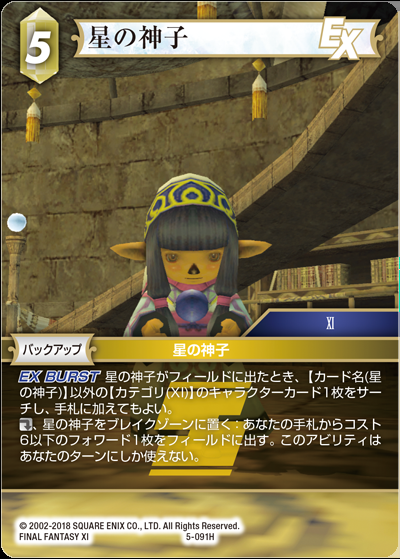 5
星の神子
EX
XI
バックアップ
星の神子
EX BURST 星の神子がフィールドに出たとき、【カード名(星
の神子)】以外の【カテゴリ(XI)】のキャラクターカード1枚をサー
チし、手札に加えてもよい。
、星の神子をブレイクゾーンに置く：あなたの手札からコスト
6以下のフォワード1枚をフィールドに出す。このアビリティは
あなたのターンにしか使えない。
© 2002-2018 SQUARE ENIX CO., LTD. All Rights Reserved.
FINAL FANTASY XI 5-091H